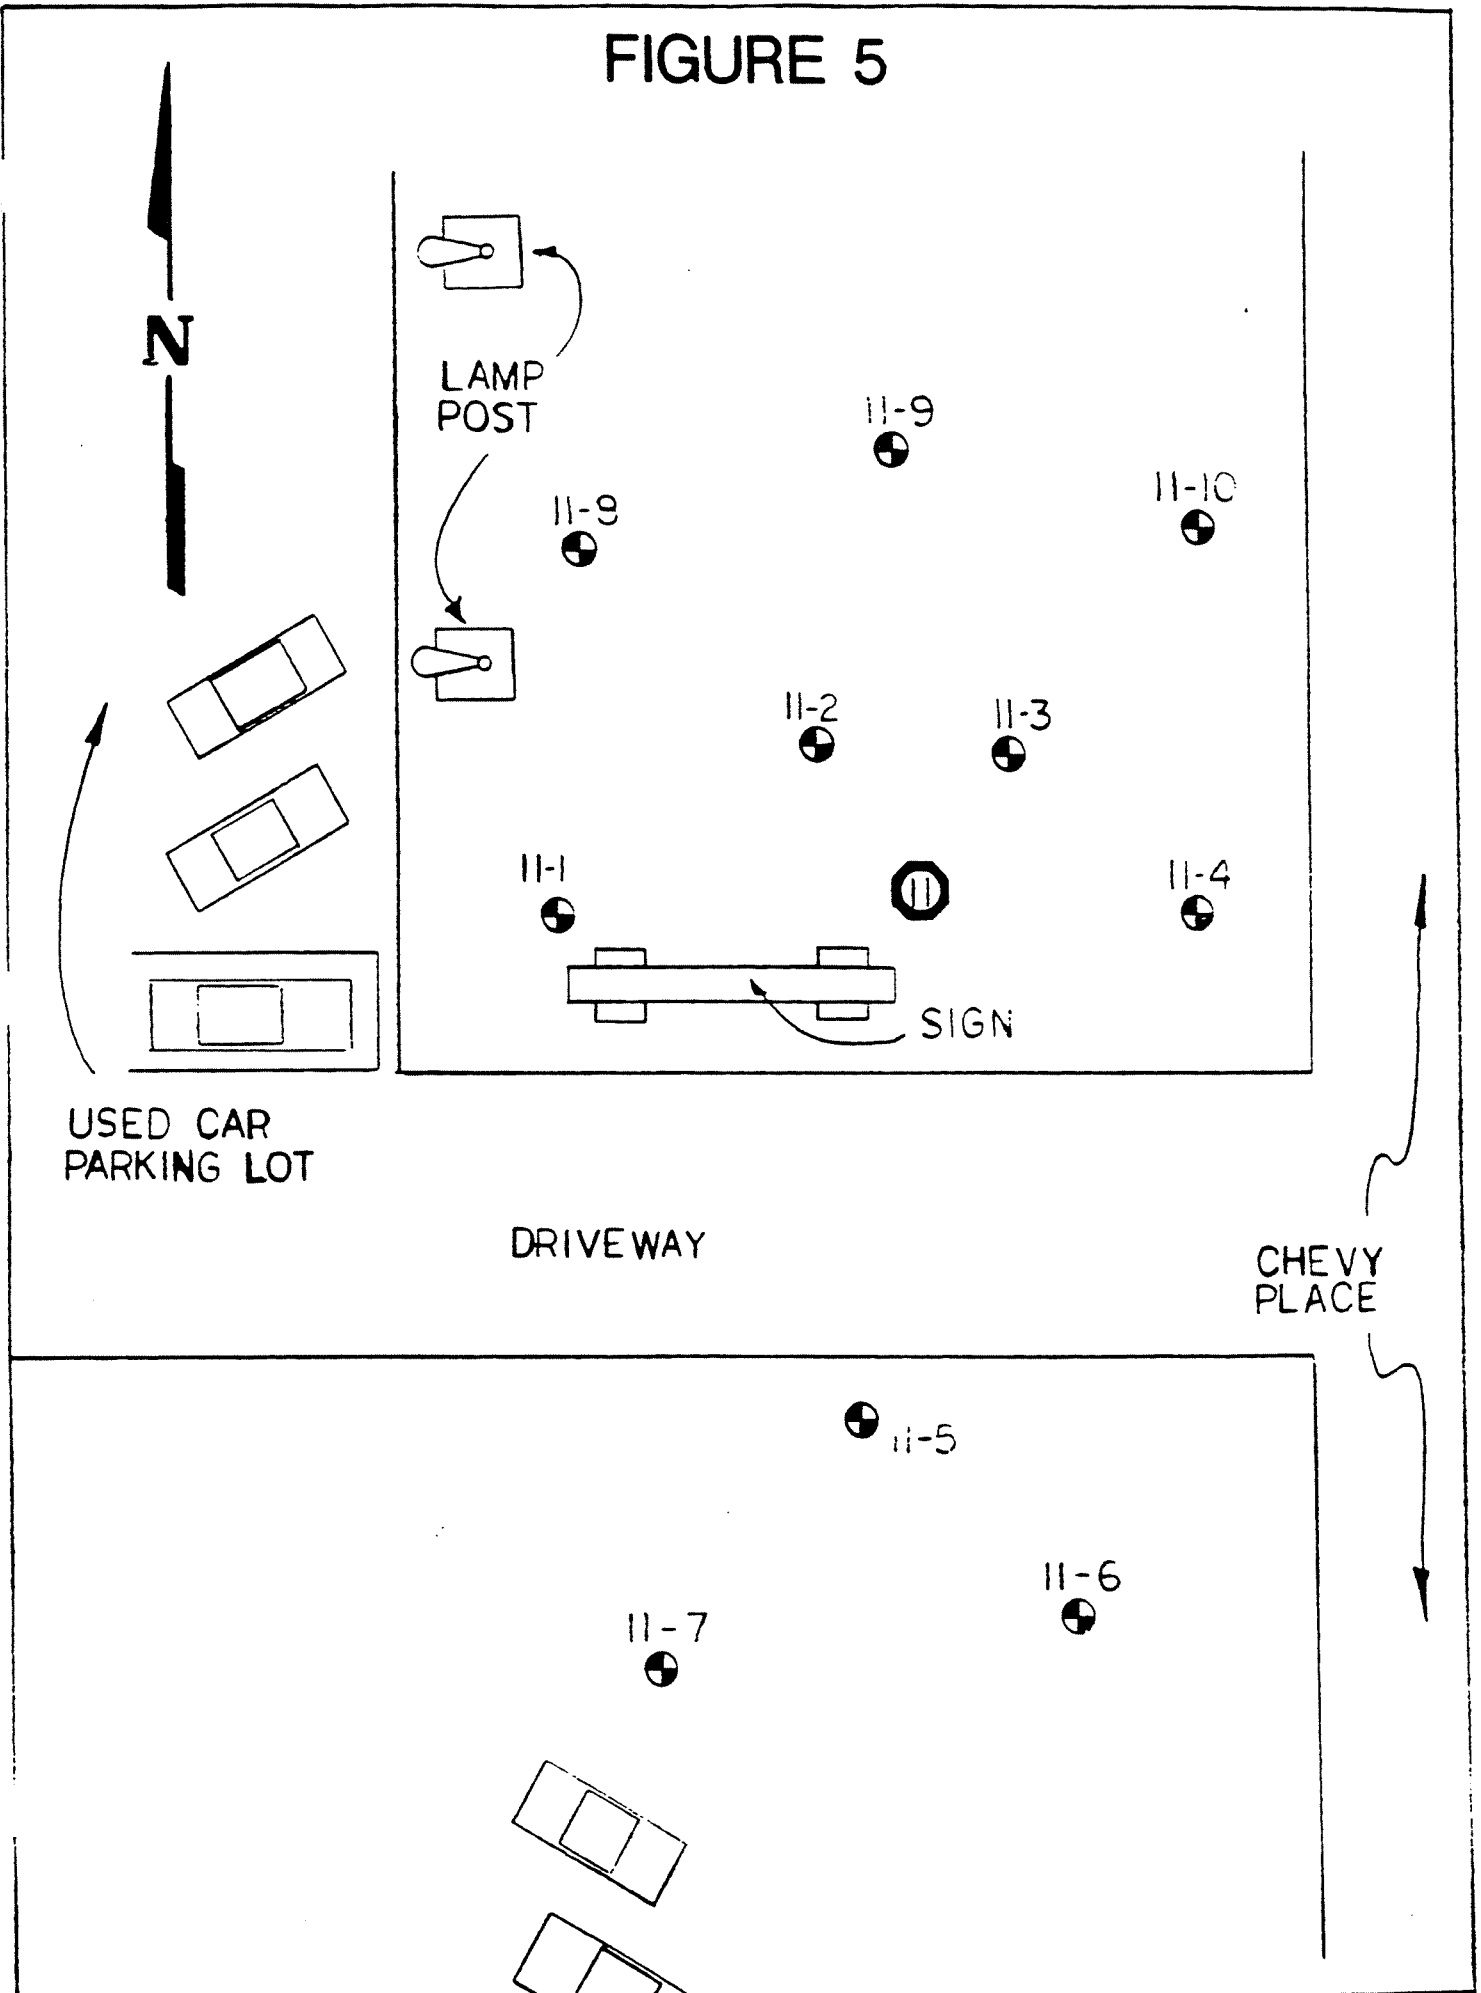 FIGURE 5
N
LAMP
POST
11-9
11-10
11-9
11-2
11-3
11-1
11
11-4
SIGN
USED CAR
PARKING LOT
DRIVEWAY
CHEVY
PLACE
11-5
11-6
11-7